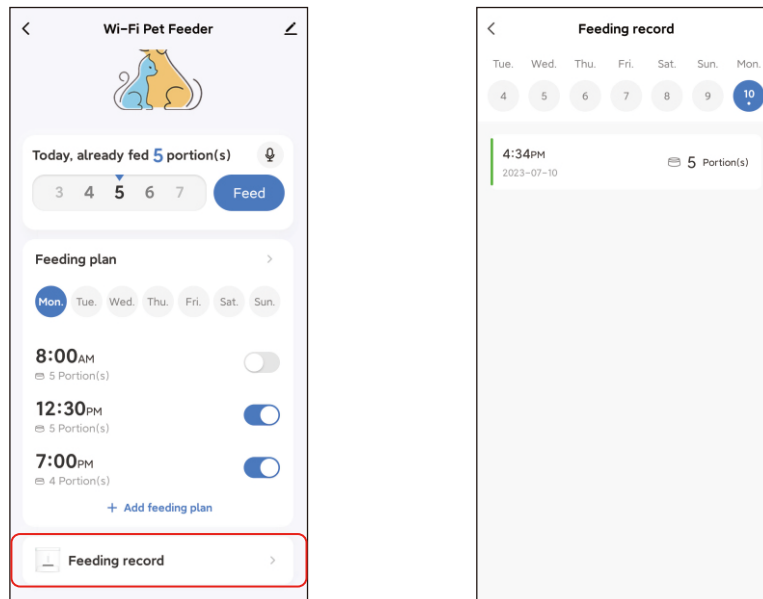 Wi-Fi Pet Feeder
Today, already fed 5 portion(s)
3 4 5 6 7 Feed
Feeding plan
Mon. Tue. Wed. Thu. Fri. Sat. Sun.
8:00AM
5 Portion(s)
12:30PM
5 Portion(s)
7:00PM
4 Portion(s)
+ Add feeding plan
Feeding record
Feeding record
Tue. Wed. Thu. Fri. Sat. Sun. Mon.
4 5 6 7 8 9 10
4:34PM
5 Portion(s)
2023-07-10